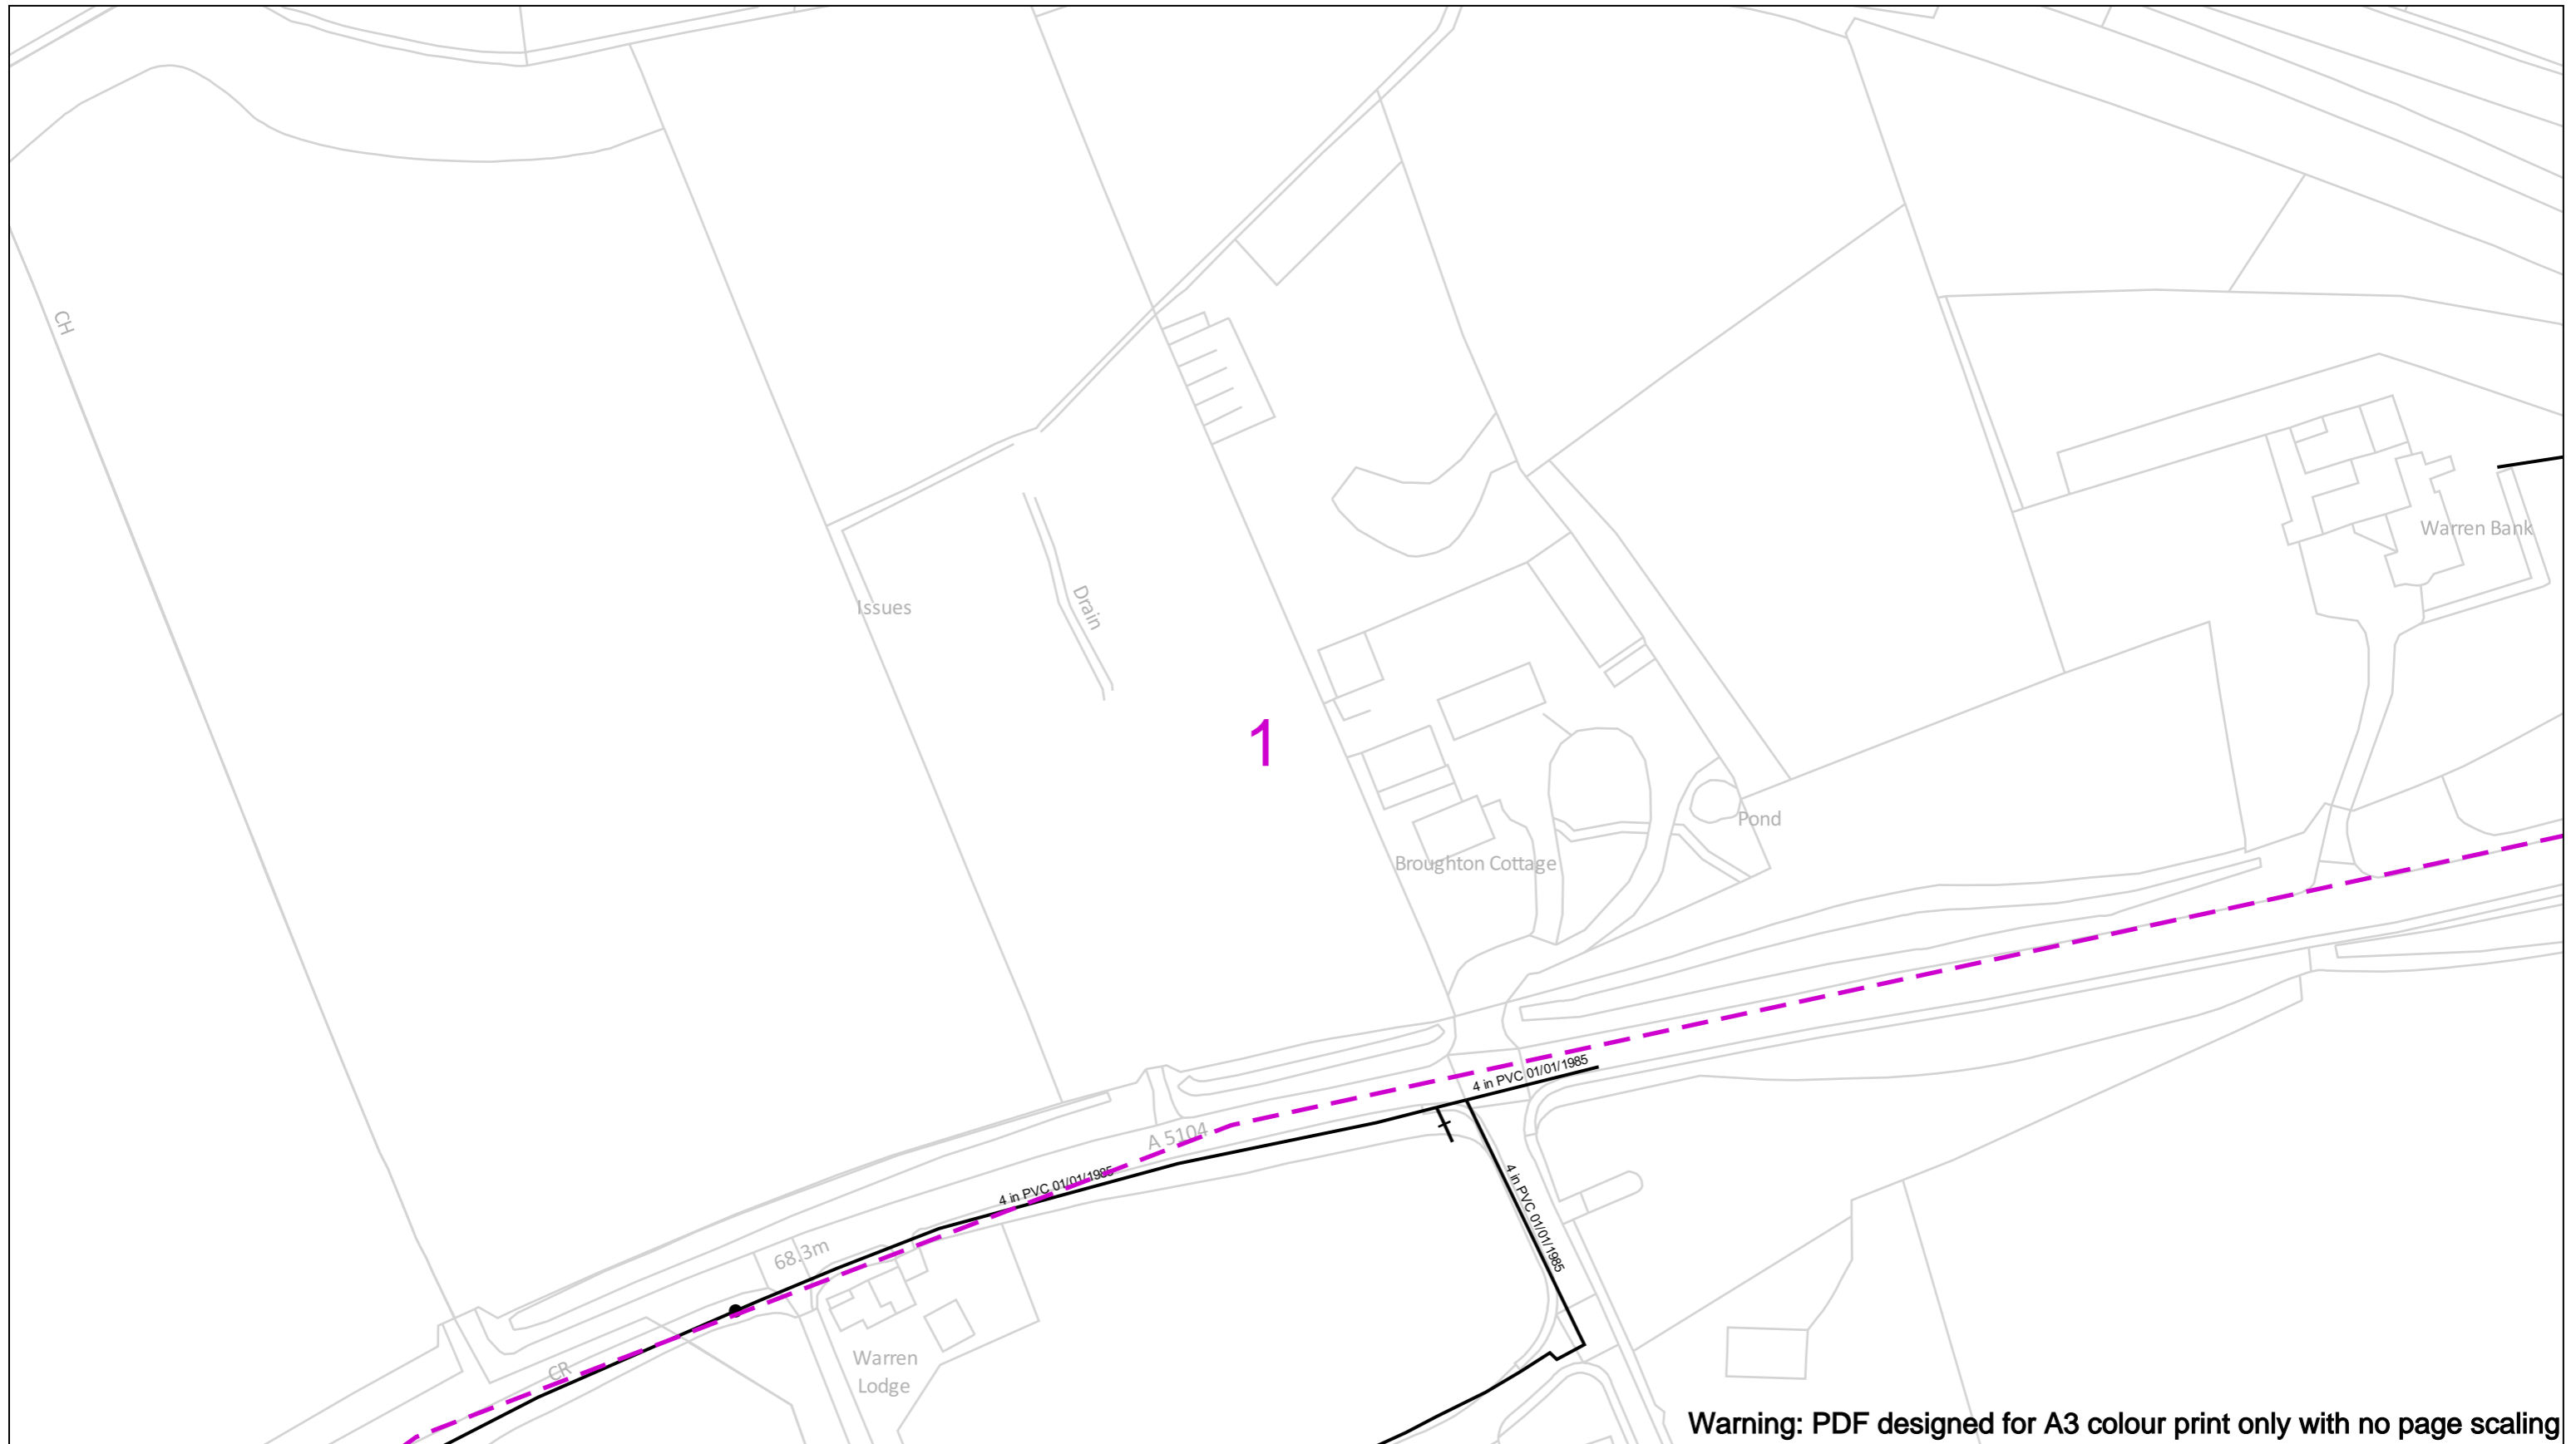 CH
Warren Bank
Issues
Drain
1
Pond
Broughton Cottage
4 in PVC 01/01/1985
A 5104
4 in PVC 01/01/1985
4 in PVC 01/01/1985
68.3m
CR
Warren
Lodge
Warning: PDF designed for A3 colour print only with no page scaling